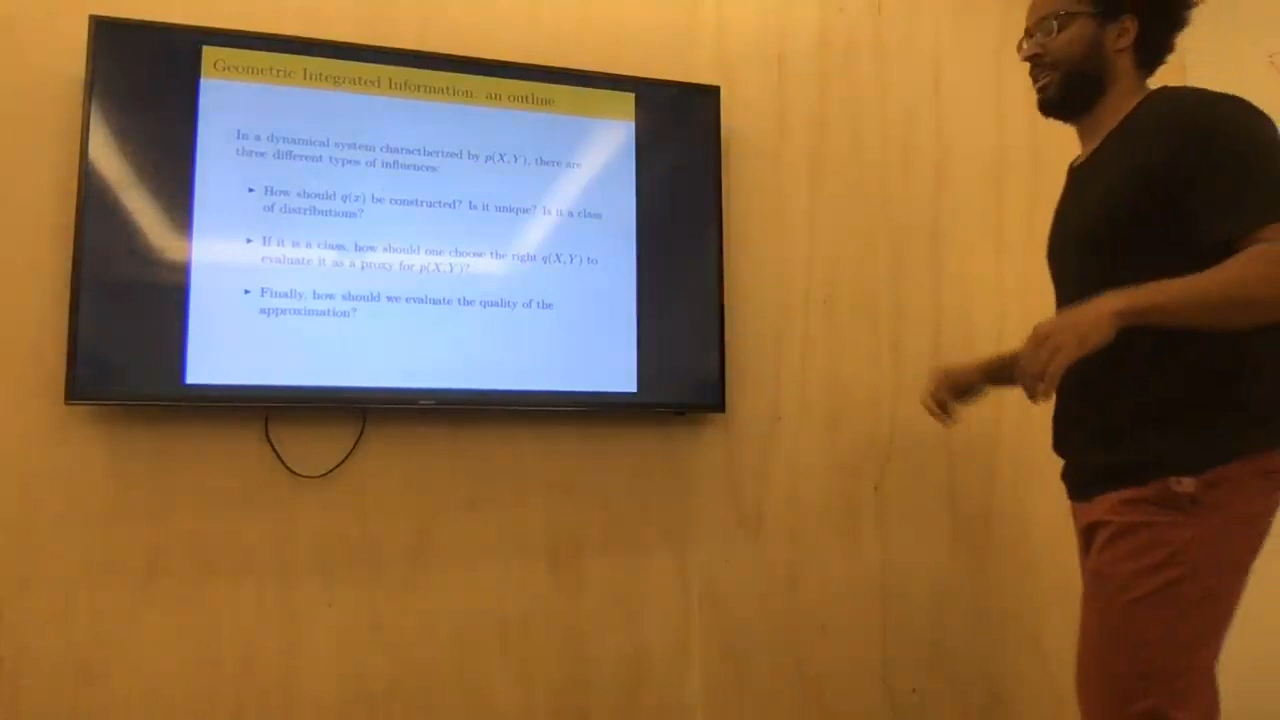 Geometric Integrated Information, an outline
In a dynamical system charactherized by p(X, Y), there are
three different types of influences:
► How should q(x) be constructed? Is it unique? Is it a class
of distributions?
► If it is a class, how should one choose the right q(X, Y) to
evaluate it as a proxy for p(X, Y)?
► Finally, how should we evaluate the quality of the
approximation?